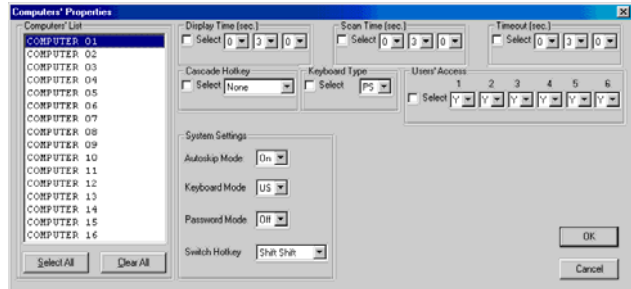 Computers' Properties
Computers' List
COMPUTER 01
COMPUTER 02
COMPUTER 03
COMPUTER 04
COMPUTER 05
COMPUTER 06
COMPUTER 07
COMPUTER 08
COMPUTER 09
COMPUTER 10
COMPUTER 11
COMPUTER 12
COMPUTER 13
COMPUTER 14
COMPUTER 15
COMPUTER 16
Select All Clear All
Display Time (sec.) Scan Time (sec.) Timeout (sec.)
Select 0 3 0 Select 0 3 0 Select 0 3 0
Cascade Hotkey Keyboard Type Users' Access
1 2 3 4 5 6
Select None Select PS Select Y Y Y Y Y Y
System Settings
Autoskip Mode On
Keyboard Mode US
Password Mode Off
Switch Hotkey Shift Shift
OK
Cancel